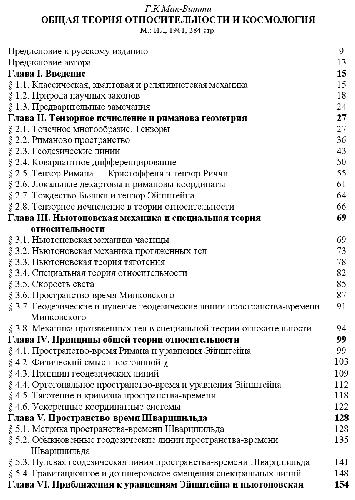 Г.К Мак-Витти
ОБЩАЯ ТЕОРИЯ ОТНОСИТЕЛЬНОСТИ И КОСМОЛОГИЯ
М.: ИЛ, 1961, 284 стр
Предисловие к русскому изданию 9
Предисловие автора 13
Глава I. Введение 15
§ 1.1. Классическая, квантовая и релятивистская механика 15
§ 1.2. Природа научных законов 18
§ 1.3. Предварительные замечания 24
Глава II. Тензорное исчисление и риманова геометрия 27
§ 2.1. Точечное многообразие. Тензоры 27
§ 2.2. Риманово пространство 36
§ 2.3. Геодезические линии 43
§ 2.4. Ковариантное дифференцирование 50
§ 2.5. Тензор Римана — Кристоффеля и тензор Риччи 55
§ 2.6. Локальные декартовы и римановы координаты 61
§ 2.7. Тождества Бьянки и тензор Эйнштейна 64
§ 2.8. Тензорное исчисление в теории относительности 66
Глава III. Ньютоновская механика и специальная теория 69
относительности
§ 3.1. Ньютоновская механика частицы 69
§ 3.2. Ньютоновская механика протяженных тел 73
§ 3.3. Ньютоновская теория тяготения 78
§ 3.4. Специальная теория относительности 82
§ 3.5. Скорость света 85
§ 3.6. Пространство-время Минковского 87
§ 3.7. Геодезические и нулевые геодезические линии пространства-времени 91
Минковского
§ 3.8. Механика протяженных тел в специальной теории относительности 94
Глава IV. Принципы общей теории относительности 99
§ 4.1. Пространство-время Римана и уравнения Эйнштейна 99
§ 4.2. Физический смысл постоянной χ 103
§ 4.3. Принцип геодезических линий 109
§ 4.4. Ортогональное пространство-время и уравнения Эйнштейна 112
§ 4.5. Тяготение и кривизна пространства-времени 118
§ 4.6. Ускоренные координатные системы 122
Глава V. Пространство время Шварцшильда 128
§ 5.1. Метрика пространства-времени Шварцшильда 128
§ 5.2. Обыкновенные геодезические линии пространства-времени 135
Шварцшильда
§ 5.3. Нулевая геодезическая линия пространства-времени Шварцшильда 141
§ 5.4. Гравитационное и допплеровское смещения спектральных линий 148
Глава VI. Приближения к уравнениям Эйнштейна и ньютоновская 154